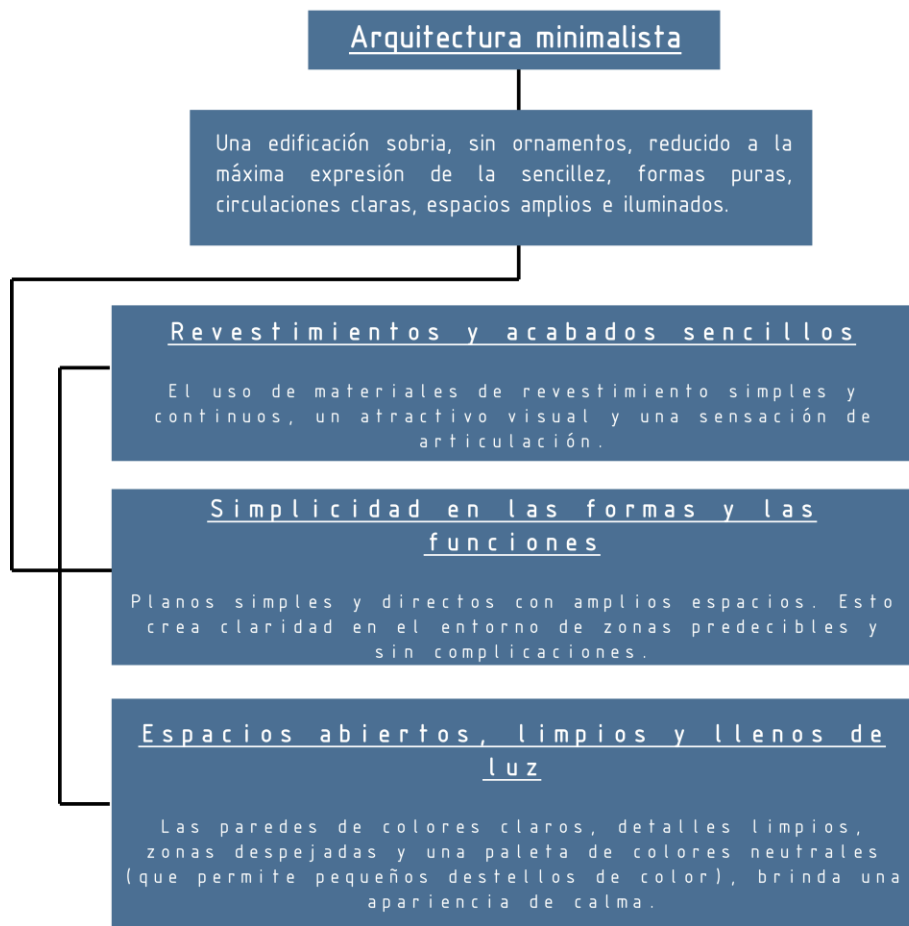 Arquitectura minimalista
Una edificación sobria, sin ornamentos, reducido a la
máxima expresión de la sencillez, formas puras,
circulaciones claras, espacios amplios e iluminados.
Revestimientos y acabados sencillos
El uso de materiales de revestimiento simples y
continuos, un atractivo visual y una sensación de
articulación.
Simplicidad en las formas y las
funciones
Planos simples y directos con amplios espacios. Esto
crea claridad en el entorno de zonas predecibles y
sin complicaciones.
Espacios abiertos, limpios y llenos de
luz
Las paredes de colores claros, detalles limpios,
zonas despejadas y una paleta de colores neutrales
(que permite pequeños destellos de color), brinda una
apariencia de calma.